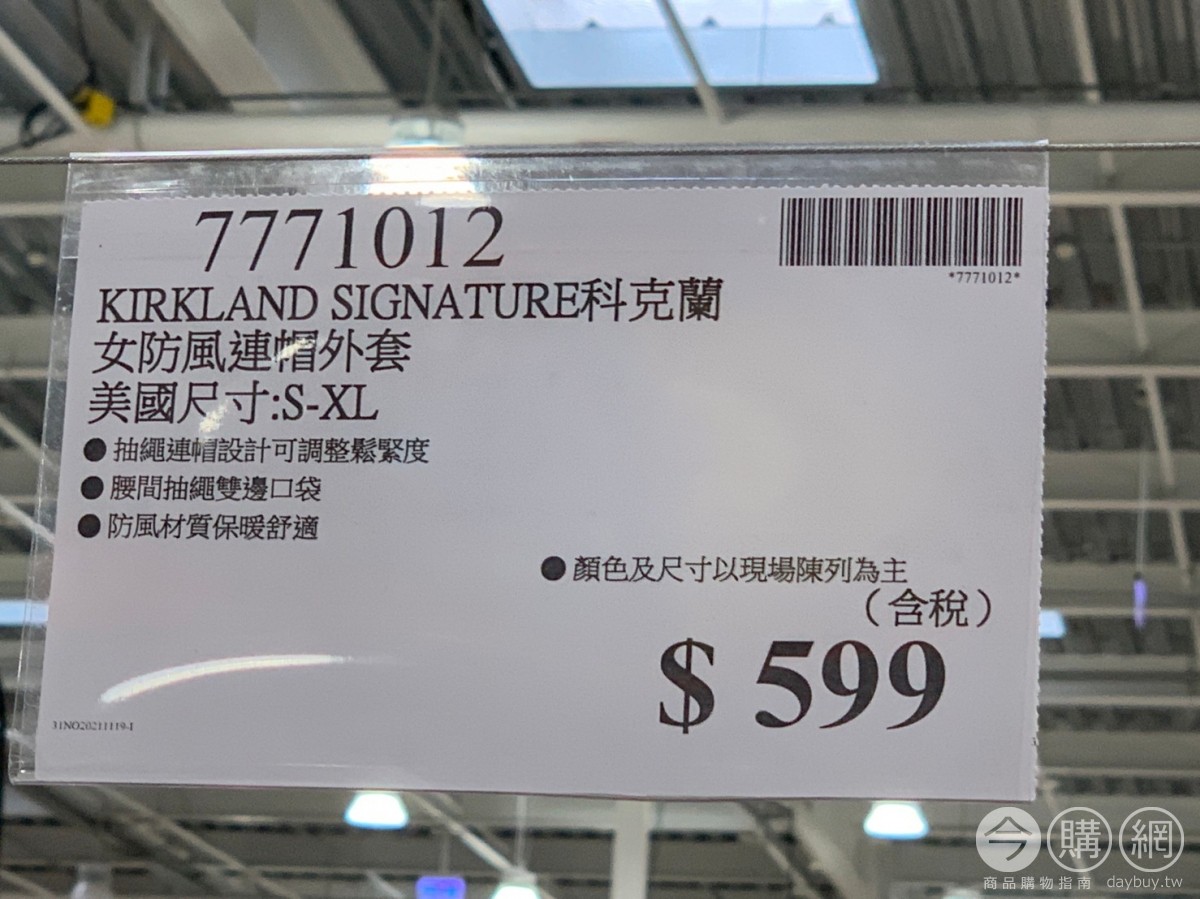 7771012
*7771012*
KIRKLAND SIGNATURE科克蘭
女防風連帽外套
美國尺寸:S-XL
● 抽繩連帽設計可調整鬆緊度
● 腰間抽繩雙邊口袋
● 防風材質保暖舒適
● 顏色及尺寸以現場陳列為主
(含稅)
$ 599
31NO20211119-1
今購網
商品購物指南 daybuy.tw